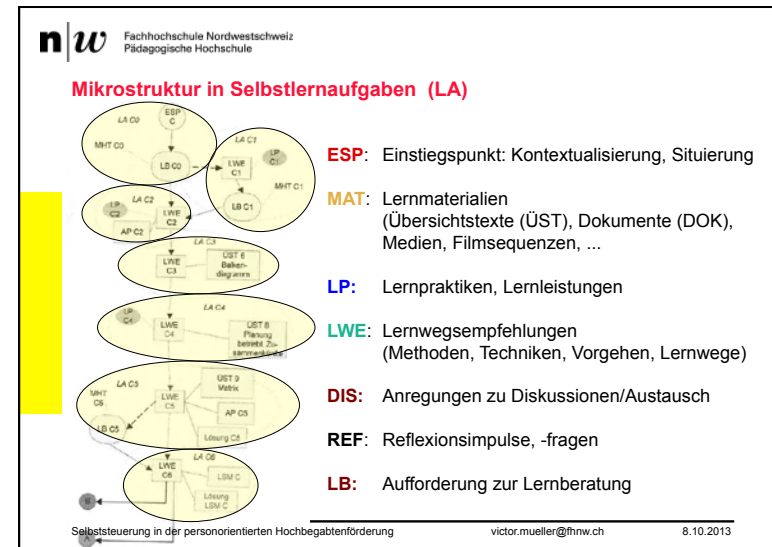 n|w
Fachhochschule Nordwestschweiz
Pädagogische Hochschule
Mikrostruktur in Selbstlernaufgaben (LA)
LA C0
ESP
C
MHT C0
LB C0
LA C1
LP
C1
LWE
C1
MHT C1
LB C1
LA C2
LP
C2
AP C2
LWE
C2
LA C3
LWE
C3
ÜST 6
Balken-
diagramm
LA C4
LP
C4
LWE
C4
ÜST 8
Planung
LA C5
MHT
C5
LWE
C5
ÜST 9
Matrix
AP C5
LB C5
Lösung C5
LA C6
LWE
C6
LSM C
Lösung
LSM C
B
A
ESP: Einstiegspunkt: Kontextualisierung, Situierung
MAT: Lernmaterialien
(Übersichtstexte (ÜST), Dokumente (DOK),
Medien, Filmsequenzen, ...
LP: Lernpraktiken, Lernleistungen
LWE: Lernwegsempfehlungen
(Methoden, Techniken, Vorgehen, Lernwege)
DIS: Anregungen zu Diskussionen/Austausch
REF: Reflexionsimpulse, -fragen
LB: Aufforderung zur Lernberatung
Selbststeuerung in der personorientierten Hochbegabtenförderung victor.mueller@fhnw.ch 8.10.2013